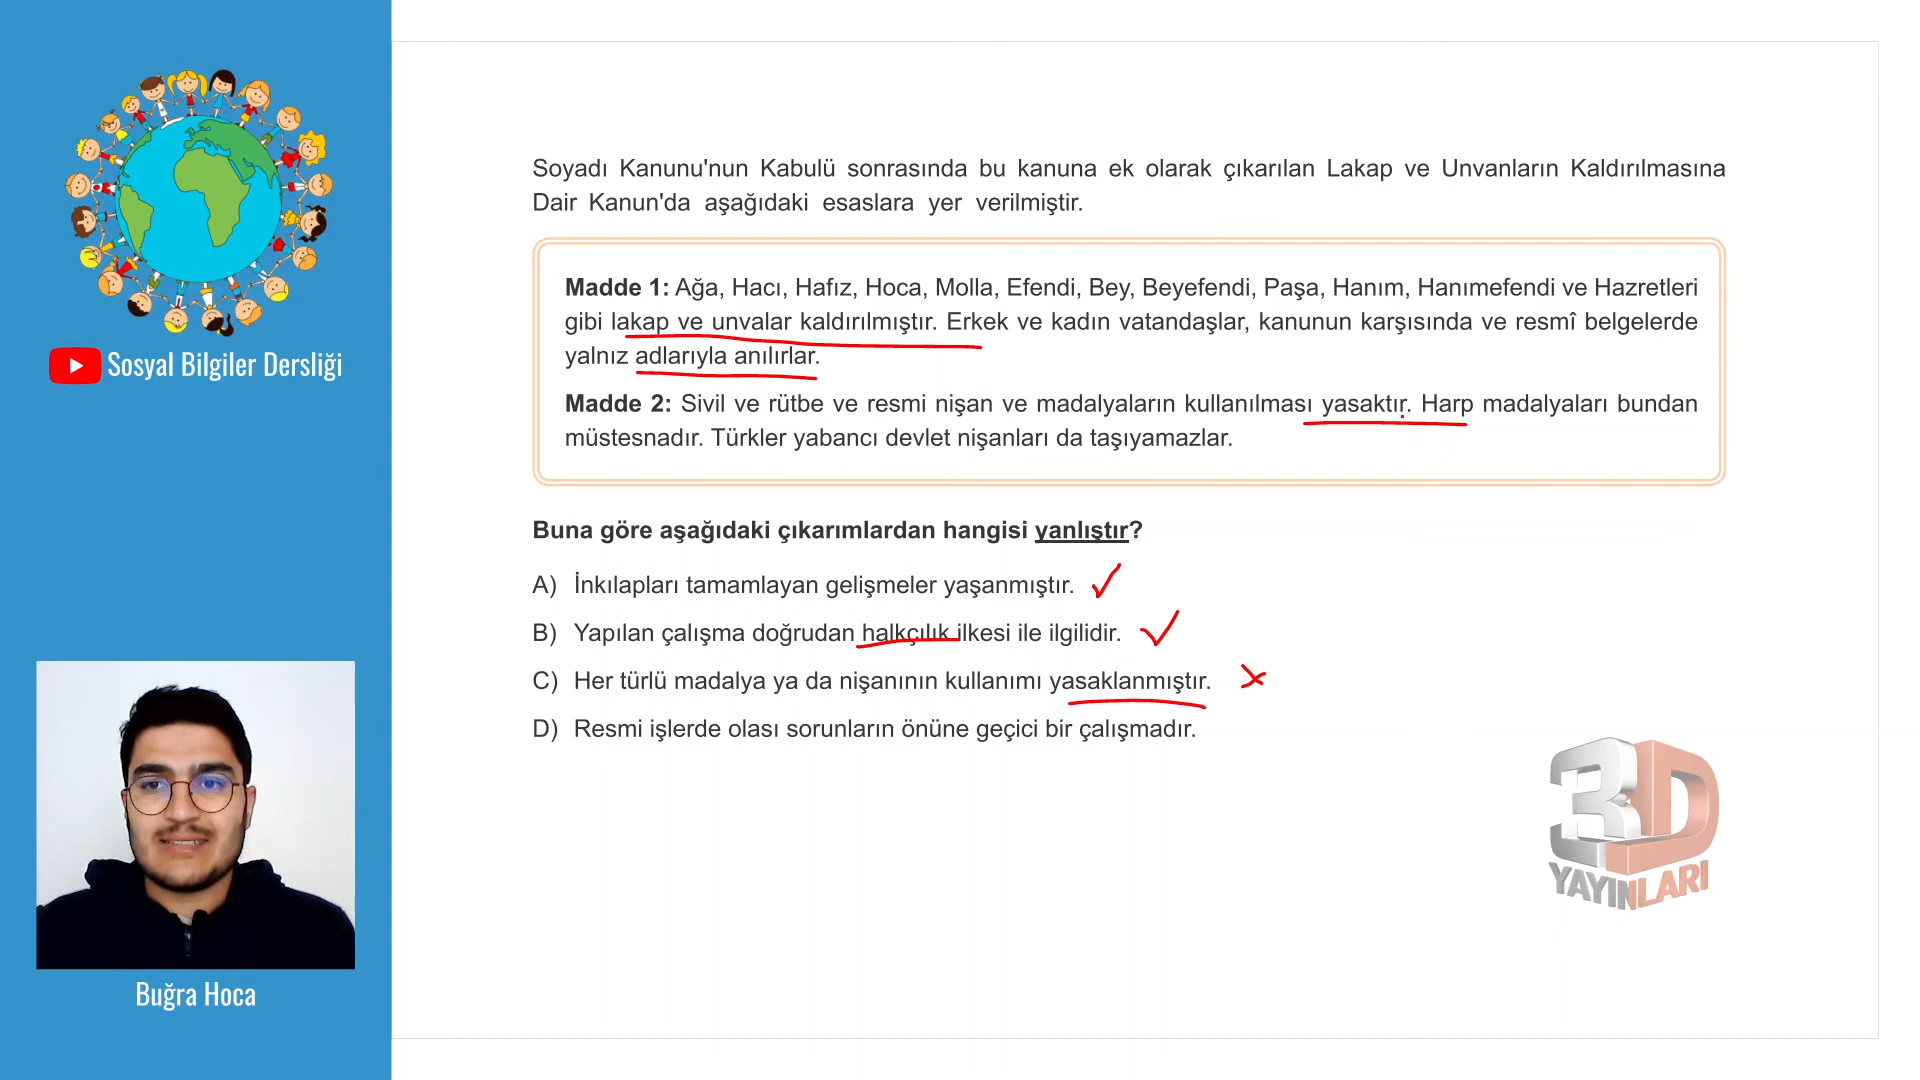 Soyadı Kanunu'nun Kabulü sonrasında bu kanuna ek olarak çıkarılan Lakap ve Unvanların Kaldırılmasına
Dair Kanun'da aşağıdaki esaslara yer verilmiştir.
Madde 1: Ağa, Hacı, Hafız, Hoca, Molla, Efendi, Bey, Beyefendi, Paşa, Hanım, Hanımefendi ve Hazretleri
gibi lakap ve unvalar kaldırılmıştır. Erkek ve kadın vatandaşlar, kanunun karşısında ve resmî belgelerde
yalnız adlarıyla anılırlar.
Madde 2: Sivil ve rütbe ve resmi nişan ve madalyaların kullanılması yasaktır. Harp madalyaları bundan
müstesnadır. Türkler yabancı devlet nişanları da taşıyamazlar.
Buna göre aşağıdaki çıkarımlardan hangisi yanlıştır?
A) İnkılapları tamamlayan gelişmeler yaşanmıştır.
B) Yapılan çalışma doğrudan halkçılık ilkesi ile ilgilidir.
C) Her türlü madalya ya da nişanının kullanımı yasaklanmıştır.
D) Resmi işlerde olası sorunların önüne geçici bir çalışmadır.
Sosyal Bilgiler Dersliği
Buğra Hoca
3D
YAYINLARI